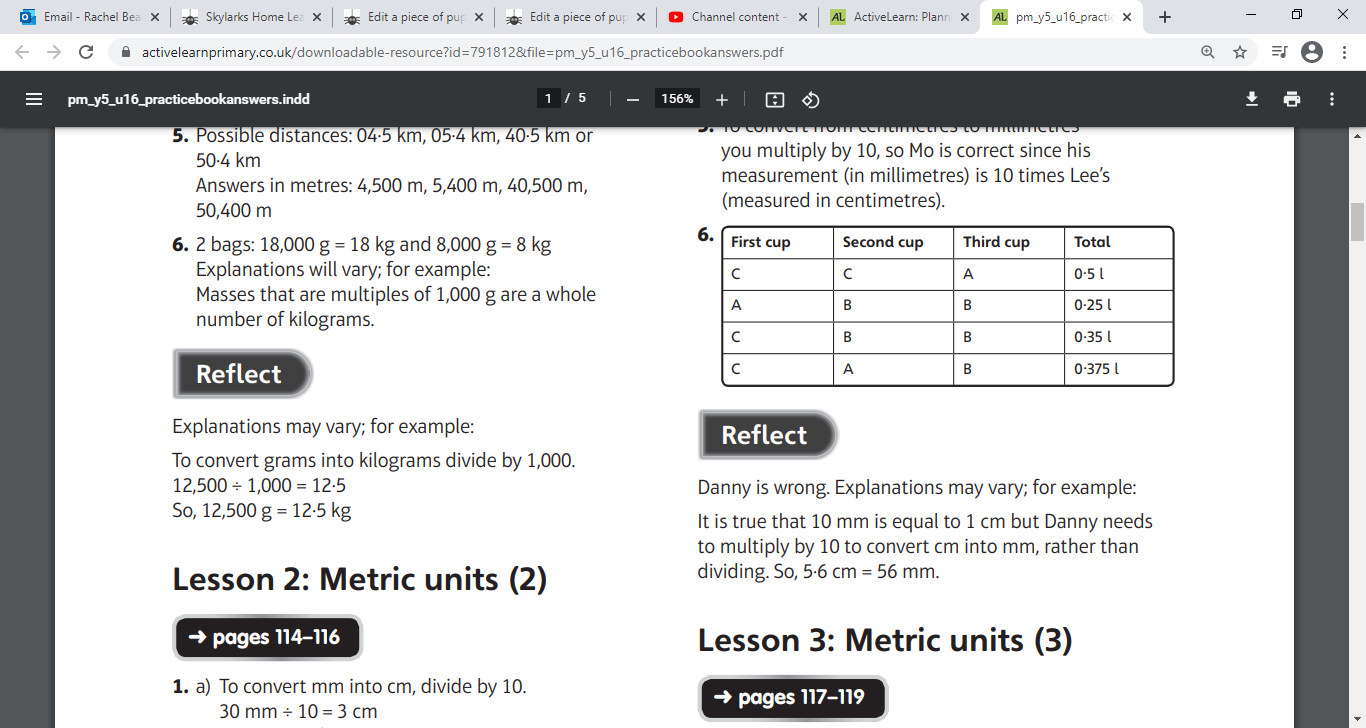 Email - Rachel Bea
Skylarks Home Lea
Edit a piece of pup
Edit a piece of pup
Channel content -
ActiveLearn: Plann
pm_y5_u16_practic
activelearnprimary.co.uk/downloadable-resource?id=791812&file=pm_y5_u16_practicebookanswers.pdf
pm_y5_u16_practicebookanswers.indd
1 / 5
156%
5. Possible distances: 04·5 km, 05·4 km, 40·5 km or
50·4 km
Answers in metres: 4,500 m, 5,400 m, 40,500 m,
50,400 m
6. 2 bags: 18,000 g = 18 kg and 8,000 g = 8 kg
Explanations will vary; for example:
Masses that are multiples of 1,000 g are a whole
number of kilograms.
Reflect
Explanations may vary; for example:
To convert grams into kilograms divide by 1,000.
12,500 ÷ 1,000 = 12·5
So, 12,500 g = 12·5 kg
Lesson 2: Metric units (2)
➜ pages 114–116
1. a) To convert mm into cm, divide by 10.
30 mm ÷ 10 = 3 cm
5. To convert from centimetres to millimetres
you multiply by 10, so Mo is correct since his
measurement (in millimetres) is 10 times Lee's
(measured in centimetres).
6.
First cup Second cup Third cup Total
C C A 0·5 l
A B B 0·25 l
C B B 0·35 l
C A B 0·375 l
Reflect
Danny is wrong. Explanations may vary; for example:
It is true that 10 mm is equal to 1 cm but Danny needs
to multiply by 10 to convert cm into mm, rather than
dividing. So, 5·6 cm = 56 mm.
Lesson 3: Metric units (3)
➜ pages 117–119